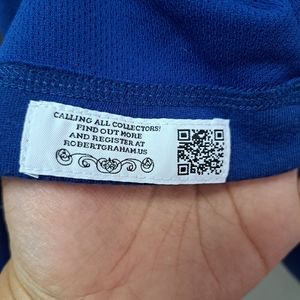 CALLING ALL COLLECTORS!
FIND OUT MORE
AND REGISTER AT
ROBERTGRAHAM.US